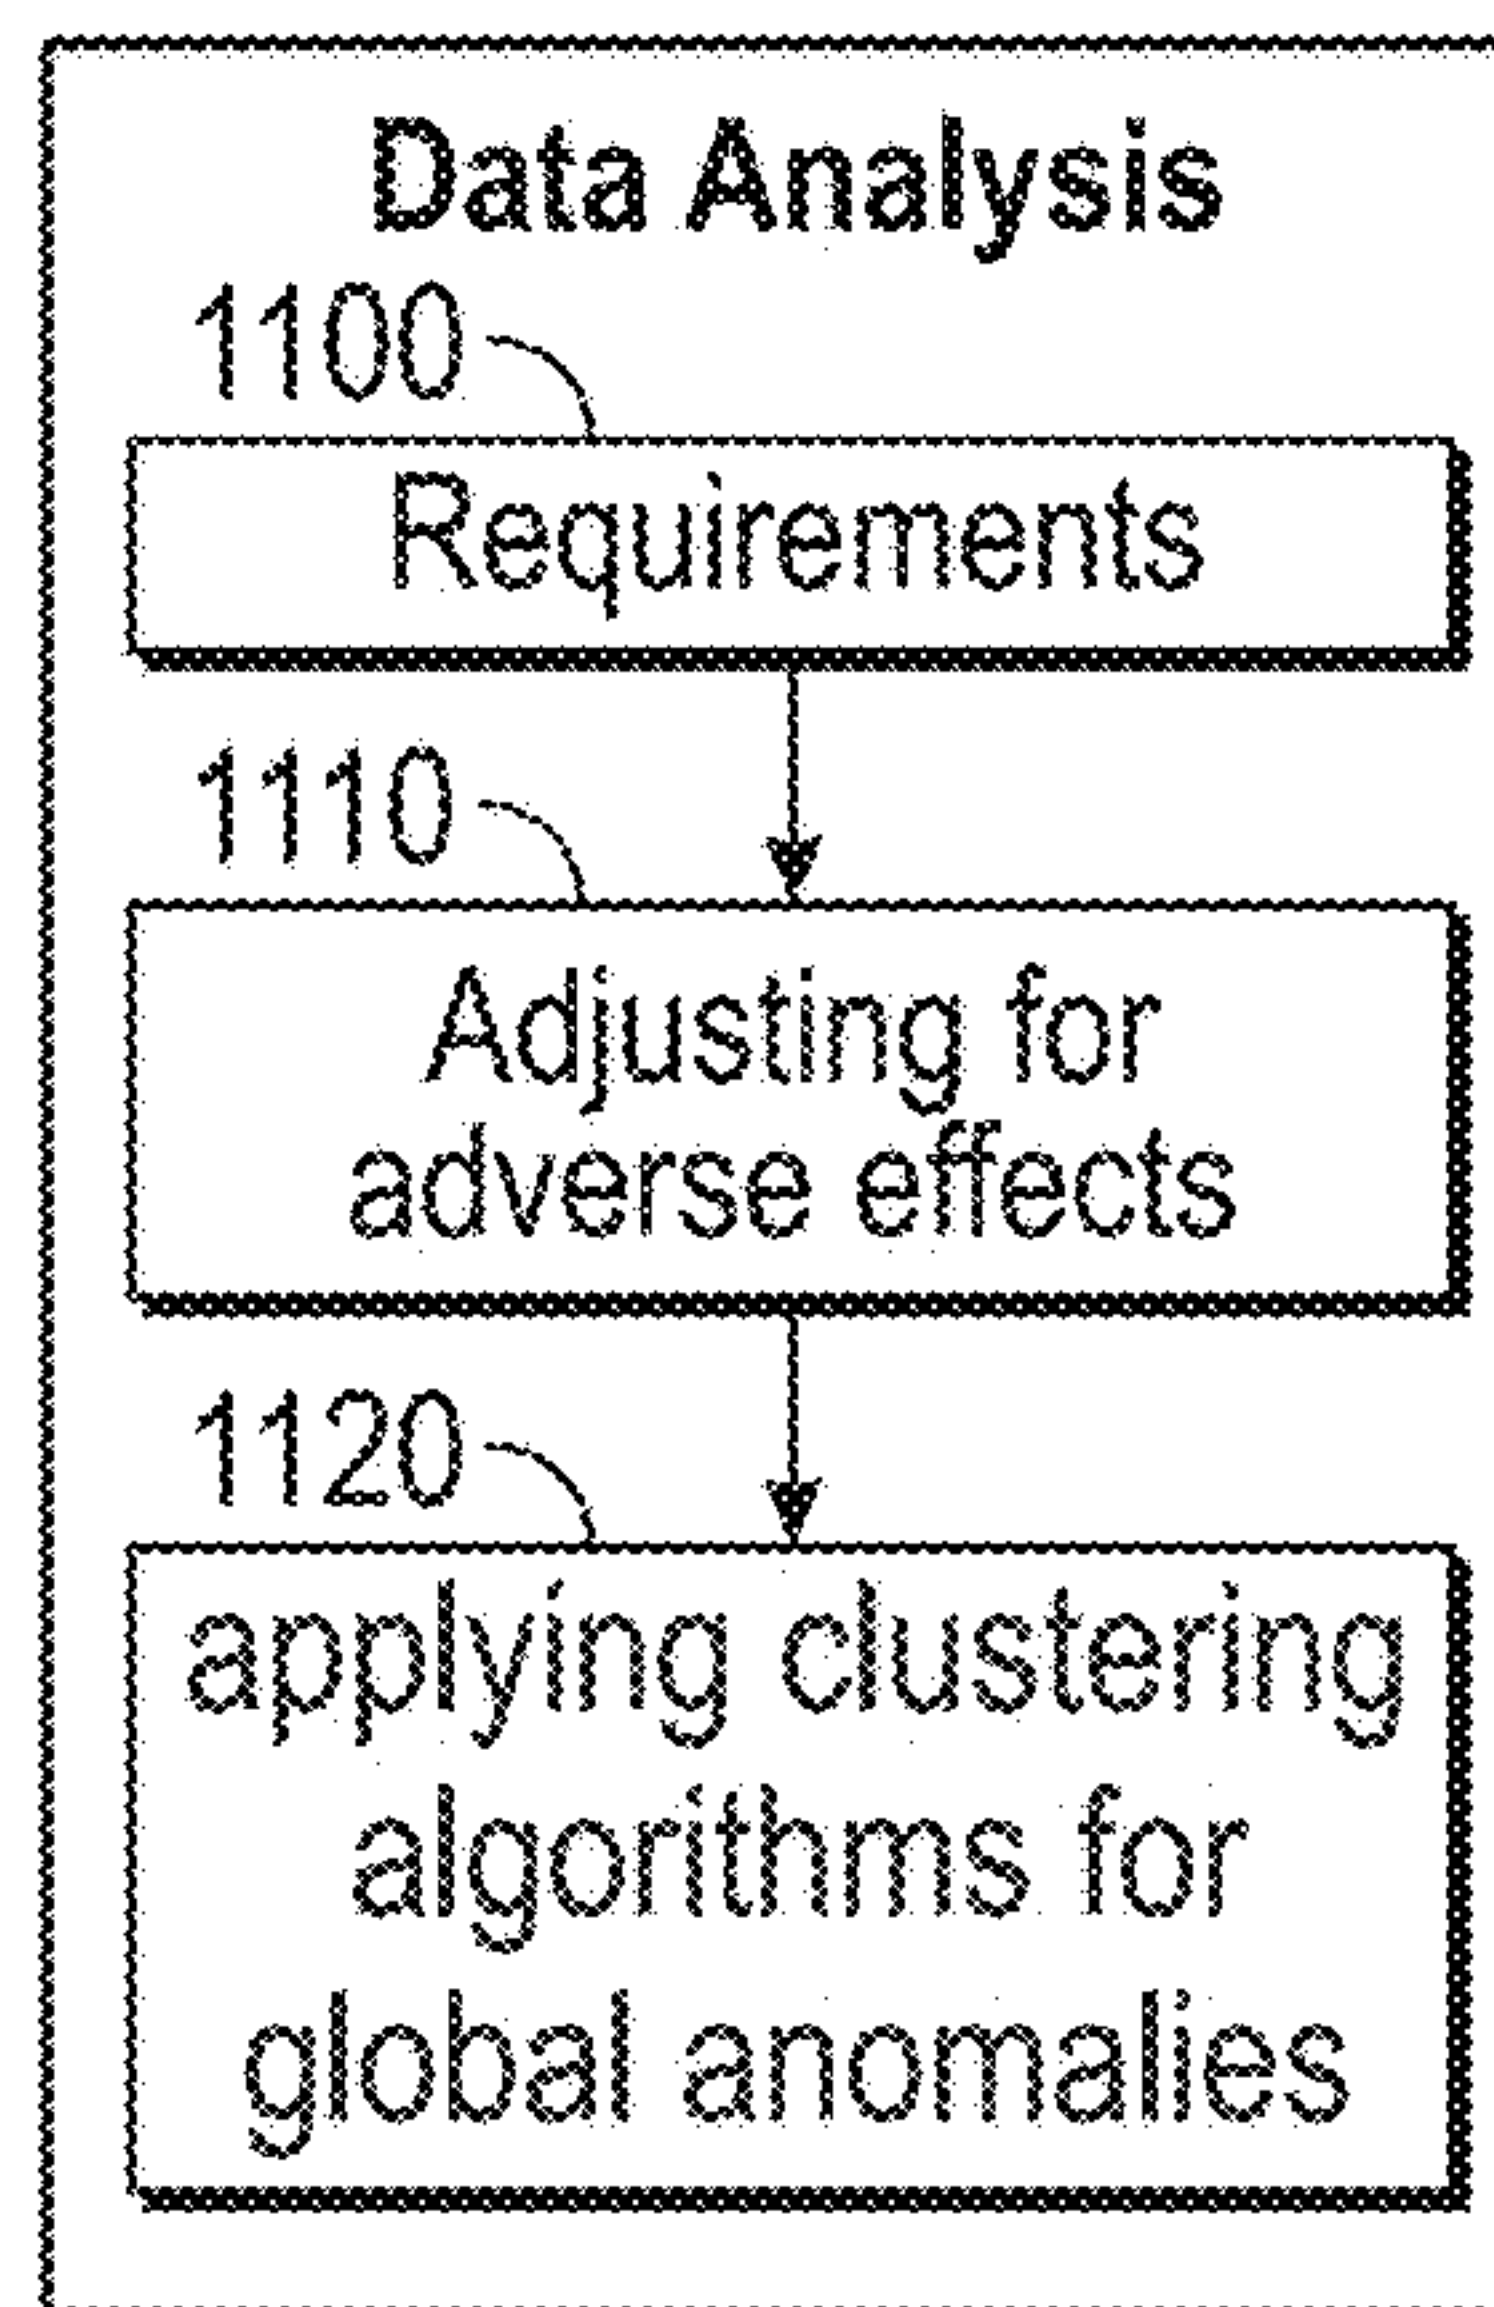 Data Analysis
1100
Requirements
1110
Adjusting for
adverse effects
1120
applying clustering
algorithms for
global anomalies